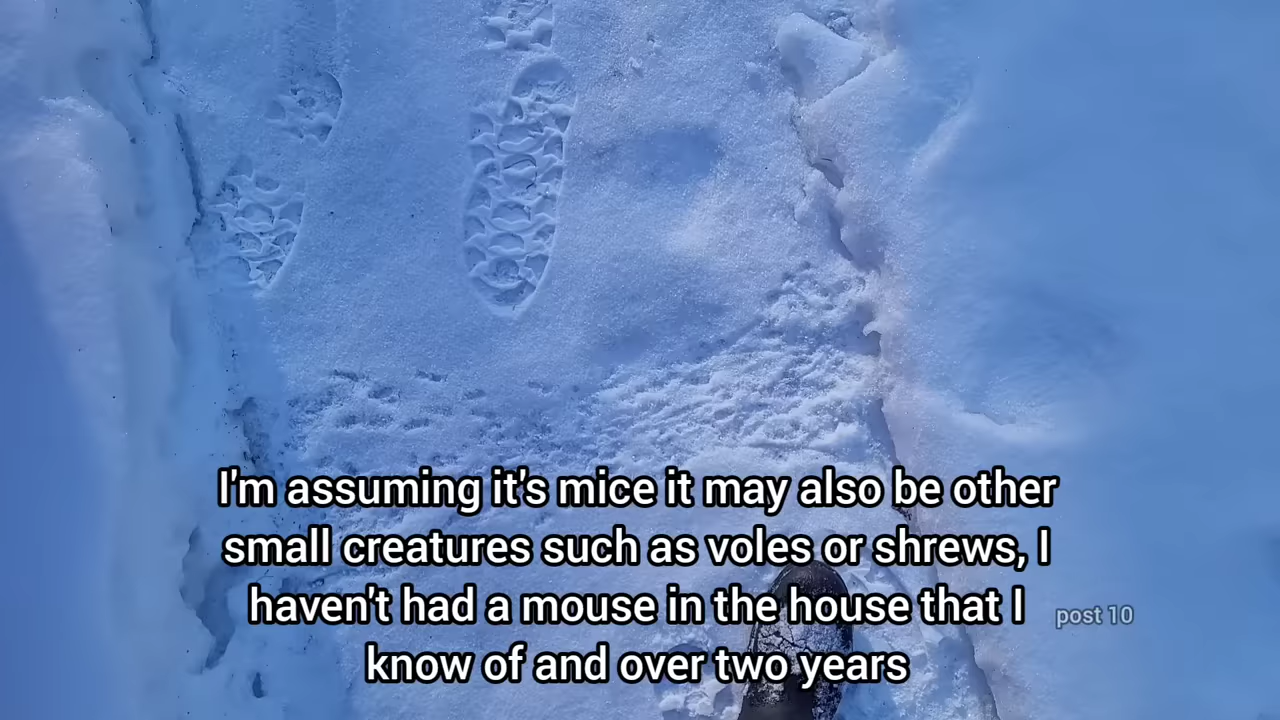 I'm assuming it's mice it may also be other
small creatures such as voles or shrews, I
haven't had a mouse in the house that I
know of and over two years
post 10